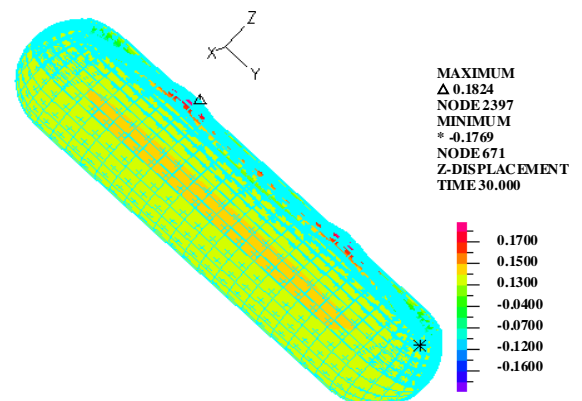 Z
X
Y
MAXIMUM
Δ 0.1824
NODE 2397
MINIMUM
* -0.1769
NODE 671
Z-DISPLACEMENT
TIME 30.000
0.1700
0.1500
0.1300
-0.0400
-0.0700
-0.1200
-0.1600